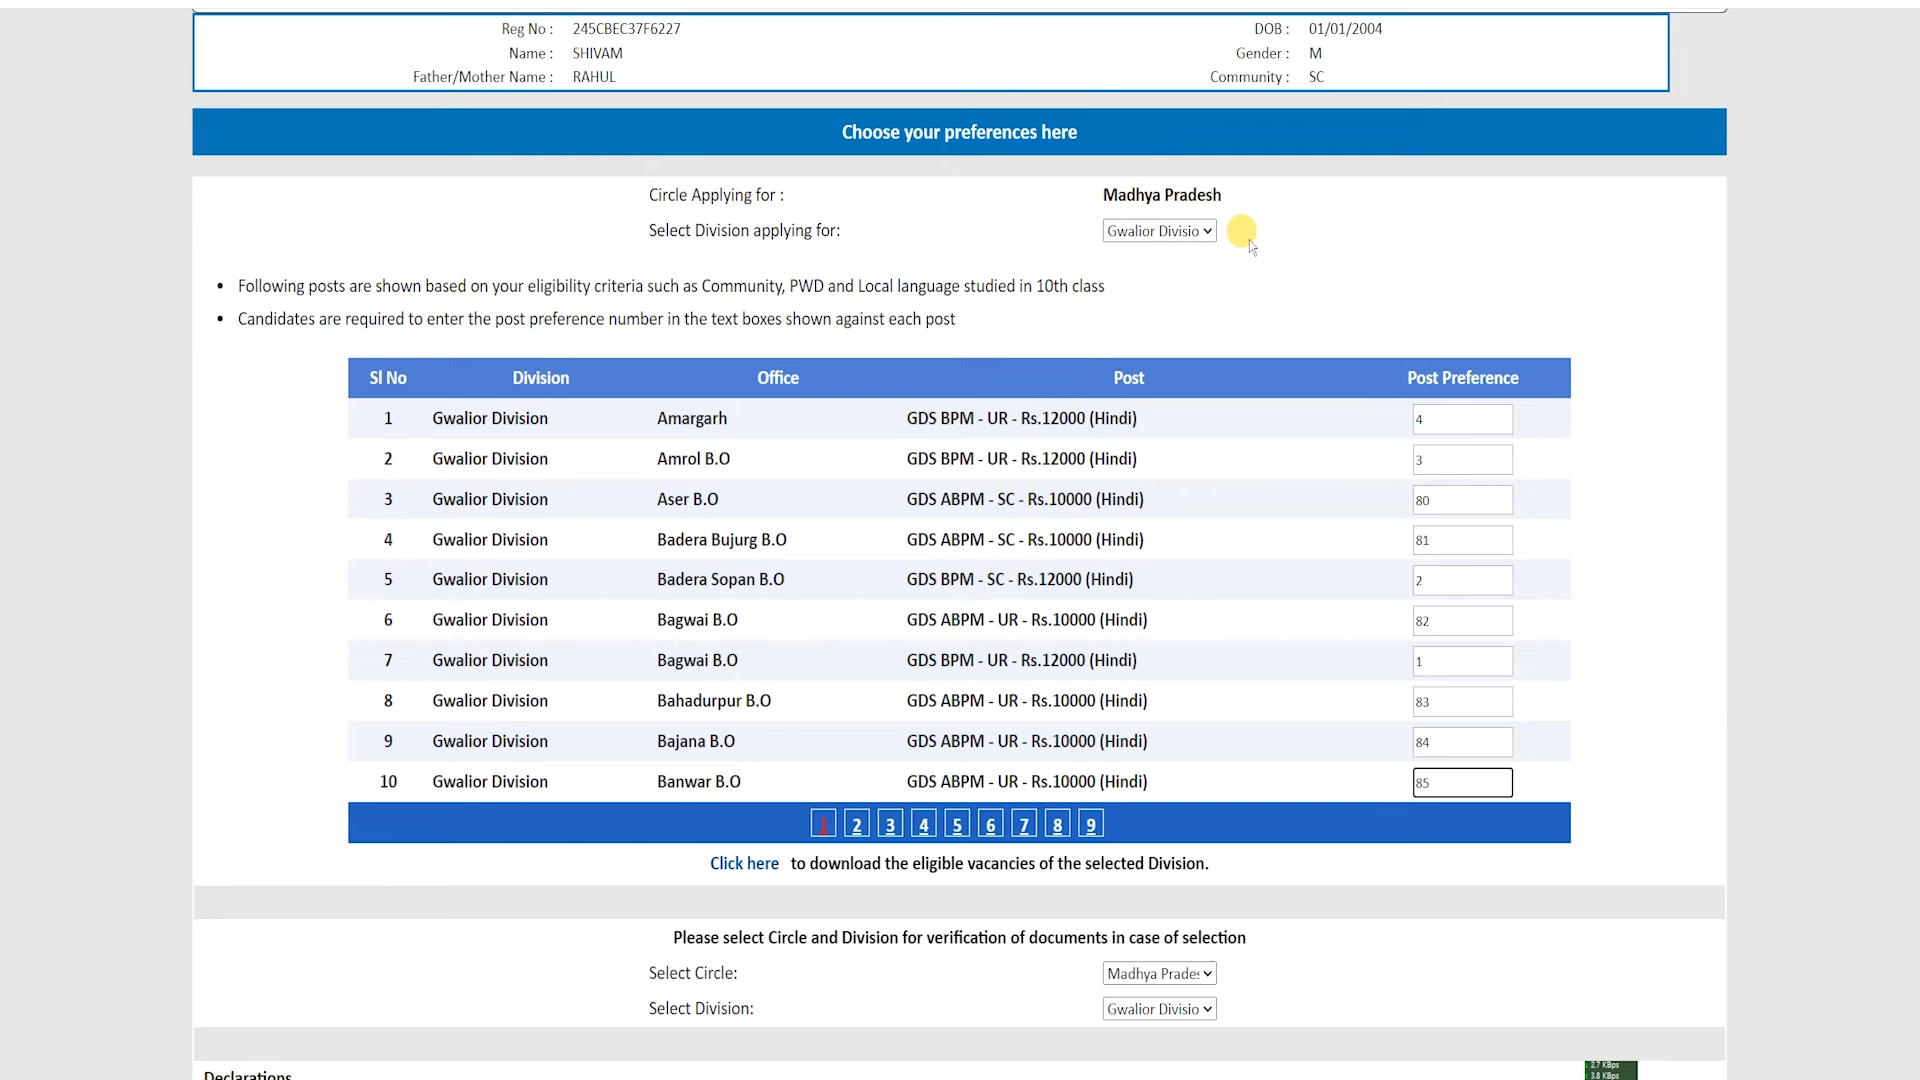 Reg No : 245CBEC37F6227 DOB : 01/01/2004
Name : SHIVAM Gender : M
Father/Mother Name : RAHUL Community : SC
Choose your preferences here
Circle Applying for : Madhya Pradesh
Select Division applying for: Gwalior Divisio
• Following posts are shown based on your eligibility criteria such as Community, PWD and Local language studied in 10th class
• Candidates are required to enter the post preference number in the text boxes shown against each post
Sl No Division Office Post Post Preference
1 Gwalior Division Amargarh GDS BPM - UR - Rs.12000 (Hindi) 4
2 Gwalior Division Amrol B.O GDS BPM - UR - Rs.12000 (Hindi) 3
3 Gwalior Division Aser B.O GDS ABPM - SC - Rs.10000 (Hindi) 80
4 Gwalior Division Badera Bujurg B.O GDS ABPM - SC - Rs.10000 (Hindi) 81
5 Gwalior Division Badera Sopan B.O GDS BPM - SC - Rs.12000 (Hindi) 2
6 Gwalior Division Bagwai B.O GDS ABPM - UR - Rs.10000 (Hindi) 82
7 Gwalior Division Bagwai B.O GDS BPM - UR - Rs.12000 (Hindi) 1
8 Gwalior Division Bahadurpur B.O GDS ABPM - UR - Rs.10000 (Hindi) 83
9 Gwalior Division Bajana B.O GDS ABPM - UR - Rs.10000 (Hindi) 84
10 Gwalior Division Banwar B.O GDS ABPM - UR - Rs.10000 (Hindi) 85
1 2 3 4 5 6 7 8 9
Click here to download the eligible vacancies of the selected Division.
Please select Circle and Division for verification of documents in case of selection
Select Circle: Madhya Prades
Select Division: Gwalior Divisio
Declarations
2.7 KBps
3.8 KBps